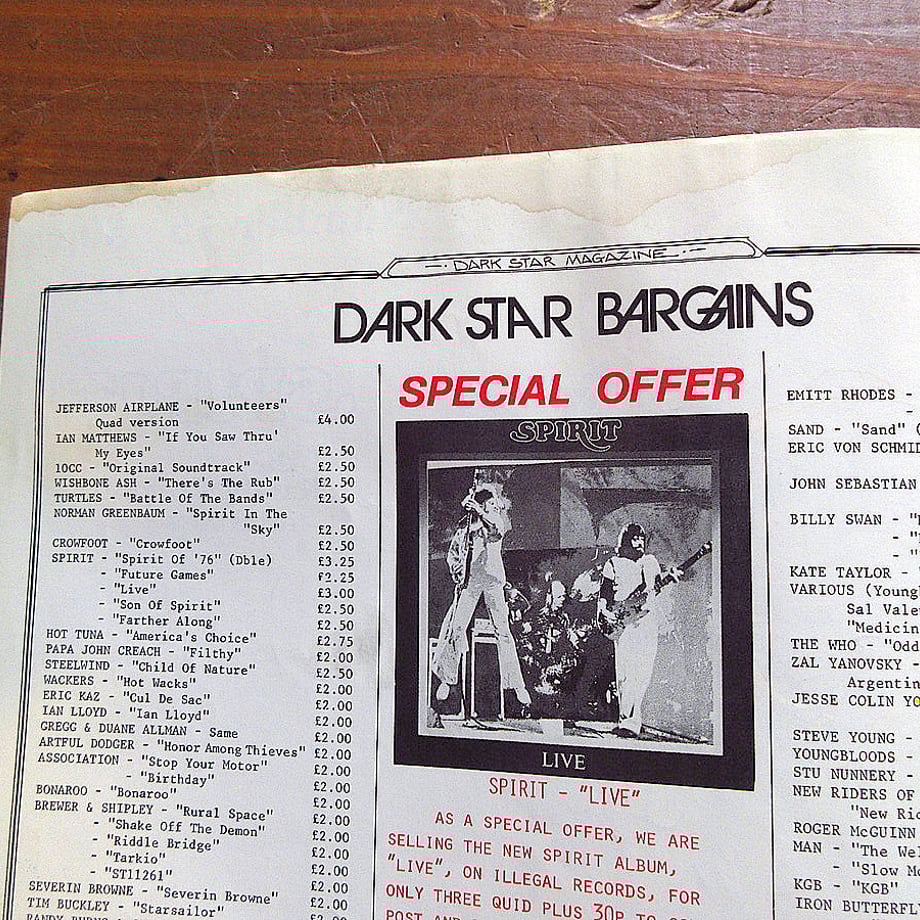 DARK STAR MAGAZINE
DARK STAR BARGAINS
JEFFERSON AIRPLANE - "Volunteers"
Quad version £4.00
IAN MATTHEWS - "If You Saw Thru'
My Eyes" £2.50
10CC - "Original Soundtrack" £2.50
WISHBONE ASH - "There's The Rub" £2.50
TURTLES - "Battle Of The Bands" £2.50
NORMAN GREENBAUM - "Spirit In The
"Sky" £2.50
CROWFOOT - "Crowfoot" £2.50
SPIRIT - "Spirit Of '76" (Dble) £3.25
- "Future Games" £2.25
- "Live" £3.00
- "Son Of Spirit" £2.50
- "Farther Along" £2.50
HOT TUNA - "America's Choice" £2.75
PAPA JOHN CREACH - "Filthy" £2.00
STEELWIND - "Child Of Nature" £2.50
WACKERS - "Hot Wacks" £2.00
ERIC KAZ - "Cul De Sac" £2.00
IAN LLOYD - "Ian Lloyd" £2.00
GREGG & DUANE ALLMAN - Same £2.00
ARTFUL DODGER - "Honor Among Thieves" £2.00
ASSOCIATION - "Stop Your Motor" £2.00
- "Birthday" £2.00
BONAROO - "Bonaroo" £2.00
BREWER & SHIPLEY - "Rural Space" £2.00
- "Shake Off The Demon" £2.00
- "Riddle Bridge" £2.00
- "Tarkio" £2.00
- "ST11261" £2.00
SEVERIN BROWNE - "Severin Browne" £2.00
TIM BUCKLEY - "Starsailor" £2.00
SPECIAL OFFER
SPIRIT
LIVE
SPIRIT - "LIVE"
AS A SPECIAL OFFER, WE ARE
SELLING THE NEW SPIRIT ALBUM,
"LIVE", ON ILLEGAL RECORDS, FOR
ONLY THREE QUID PLUS 30P TO
POST AND
EMITT RHODES -
-
SAND - "Sand" (
ERIC VON SCHMID
JOHN SEBASTIAN
BILLY SWAN - "
- "
- "
KATE TAYLOR -
VARIOUS (Young
Sal Vale
"Medicin
THE WHO - "Odd
ZAL YANOVSKY -
Argentin
JESSE COLIN YO
STEVE YOUNG -
YOUNGBLOODS -
STU NUNNERY -
NEW RIDERS OF
"New Ric
ROGER McGUINN
MAN - "The We
- "Slow M
KGB - "KGB"
IRON BUTTERFL